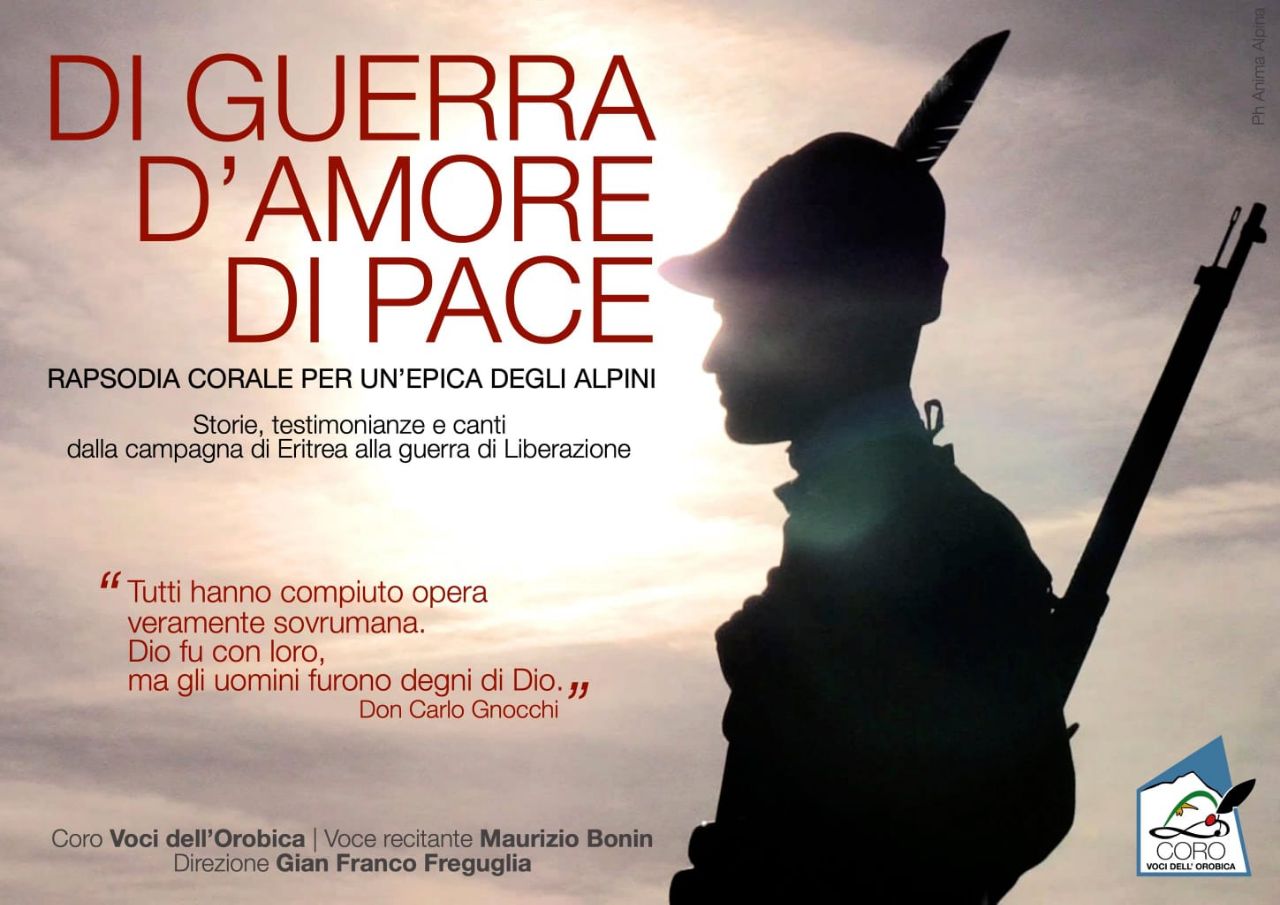 DI GUERRA
D'AMORE
DI PACE
RAPSODIA CORALE PER UN'EPICA DEGLI ALPINI
Storie, testimonianze e canti
dalla campagna di Eritrea alla guerra di Liberazione
“ Tutti hanno compiuto opera
veramente sovrumana.
Dio fu con loro,
ma gli uomini furono degni di Dio. ”
Don Carlo Gnocchi
Coro Voci dell'Orobica | Voce recitante Maurizio Bonin
Direzione Gian Franco Freguglia
Ph Anima Alpina
CORO
VOCI DELL' OROBICA